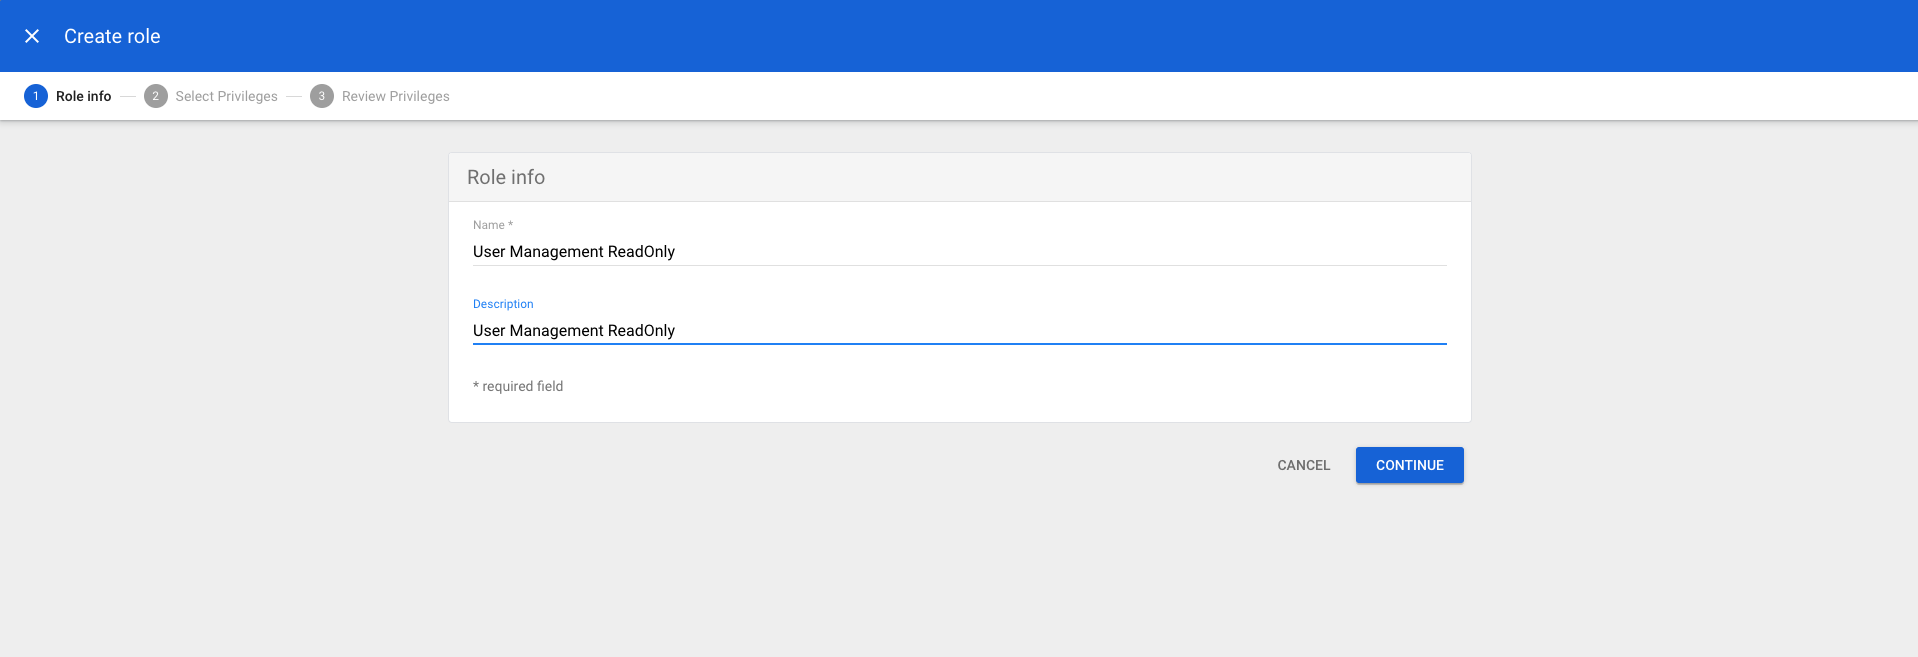 Create role
1 Role info 2 Select Privileges 3 Review Privileges
Role info
Name *
User Management ReadOnly
Description
User Management ReadOnly
* required field
CANCEL CONTINUE